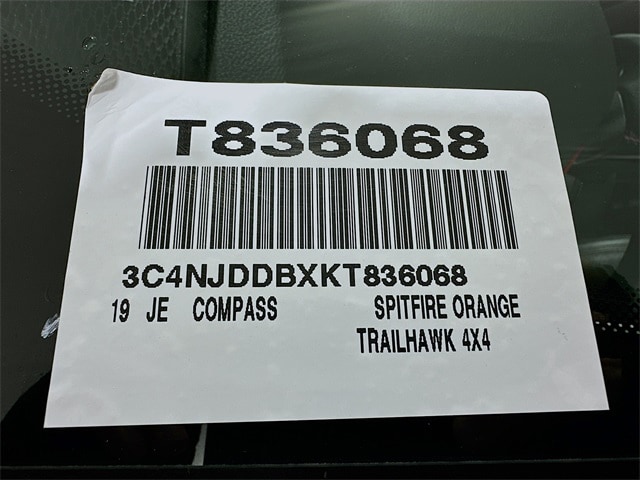 T836068
3C4NJDDBXKT836068
19 JE COMPASS SPITFIRE ORANGE
TRAILHAWK 4X4